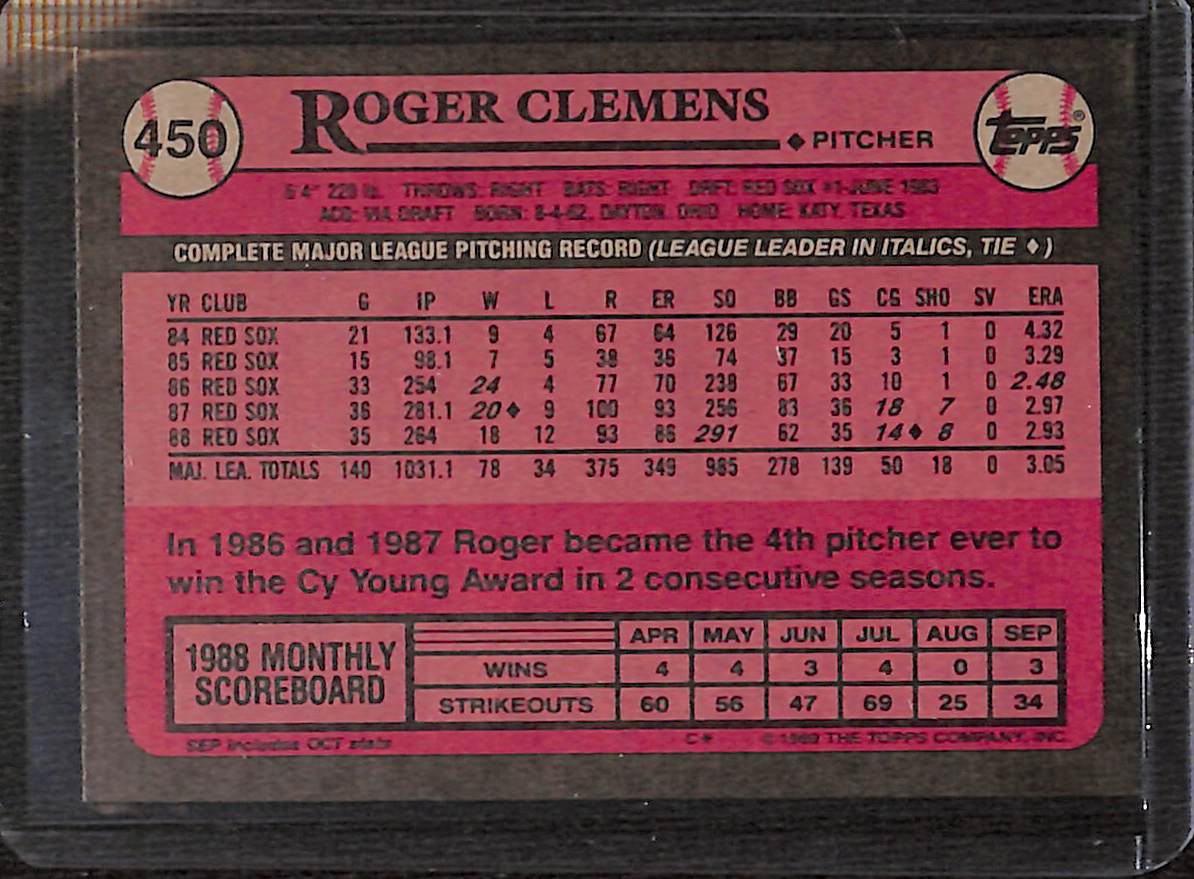 450
ROGER CLEMENS
♦ PITCHER
TOPPS®
6'4" 220 lb. THROWS: RIGHT BATS: RIGHT DRFT: RED SOX #1-JUNE 1983
ACQ: VIA DRAFT BORN: 8-4-62, DAYTON, OHIO HOME: KATY, TEXAS
COMPLETE MAJOR LEAGUE PITCHING RECORD (LEAGUE LEADER IN ITALICS, TIE ♦)
YR CLUB G IP W L R ER SO BB GS CG SHO SV ERA
84 RED SOX 21 133.1 9 4 67 64 126 29 20 5 1 0 4.32
85 RED SOX 15 98.1 7 5 38 36 74 37 15 3 1 0 3.29
86 RED SOX 33 254 24 4 77 70 238 67 33 10 1 0 2.48
87 RED SOX 36 281.1 20♦ 9 100 93 256 83 36 18 7 0 2.97
88 RED SOX 35 264 18 12 93 86 291 62 35 14♦ 8 0 2.93
MAJ. LEA. TOTALS 140 1031.1 78 34 375 349 985 278 139 50 18 0 3.05
In 1986 and 1987 Roger became the 4th pitcher ever to
win the Cy Young Award in 2 consecutive seasons.
1988 MONTHLY
SCOREBOARD
APR MAY JUN JUL AUG SEP
WINS 4 4 3 4 0 3
STRIKEOUTS 60 56 47 69 25 34
SEP includes OCT stats C* ©1989 THE TOPPS COMPANY, INC.